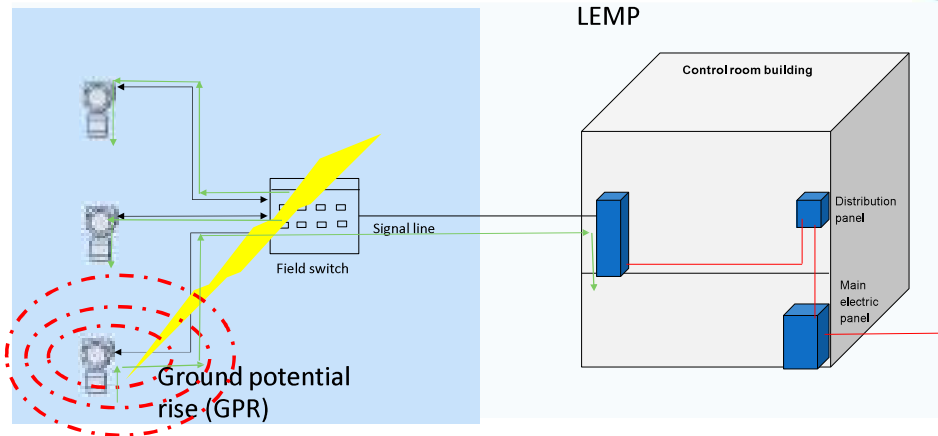 LEMP
Control room building
Distribution
panel
Signal line
Field switch
Main
electric
panel
Ground potential
rise (GPR)